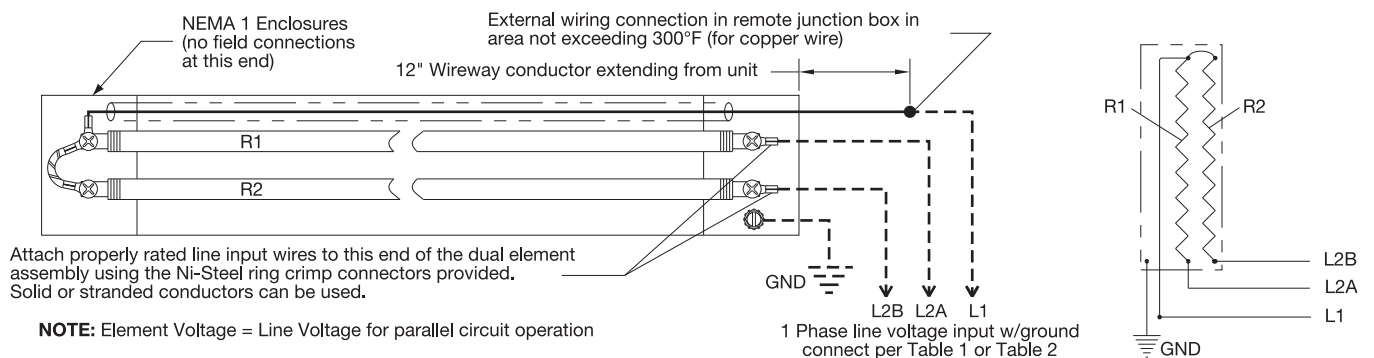 NEMA 1 Enclosures
(no field connections
at this end)
External wiring connection in remote junction box in
area not exceeding 300°F (for copper wire)
12" Wireway conductor extending from unit
R1
R2
R1
R2
Attach properly rated line input wires to this end of the dual element
assembly using the Ni-Steel ring crimp connectors provided.
Solid or stranded conductors can be used.
GND
L2B L2A L1
NOTE: Element Voltage = Line Voltage for parallel circuit operation
1 Phase line voltage input w/ground
connect per Table 1 or Table 2
L2B
L2A
L1
GND